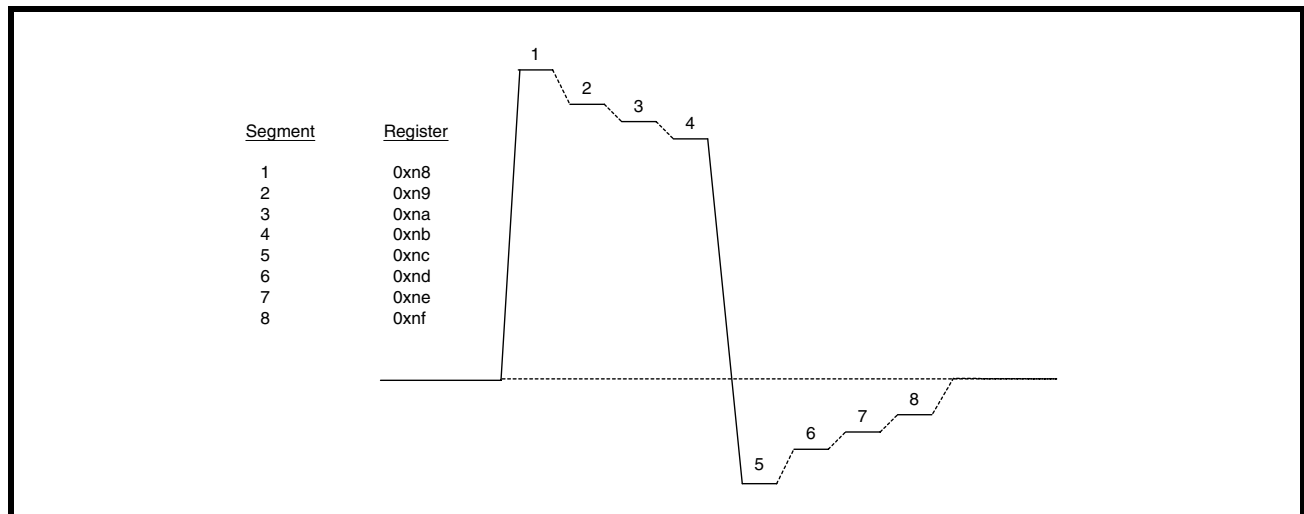 Segment Register
1 0xn8
2 0xn9
3 0xna
4 0xnb
5 0xnc
6 0xnd
7 0xne
8 0xnf
1
2
3
4
5
6
7
8